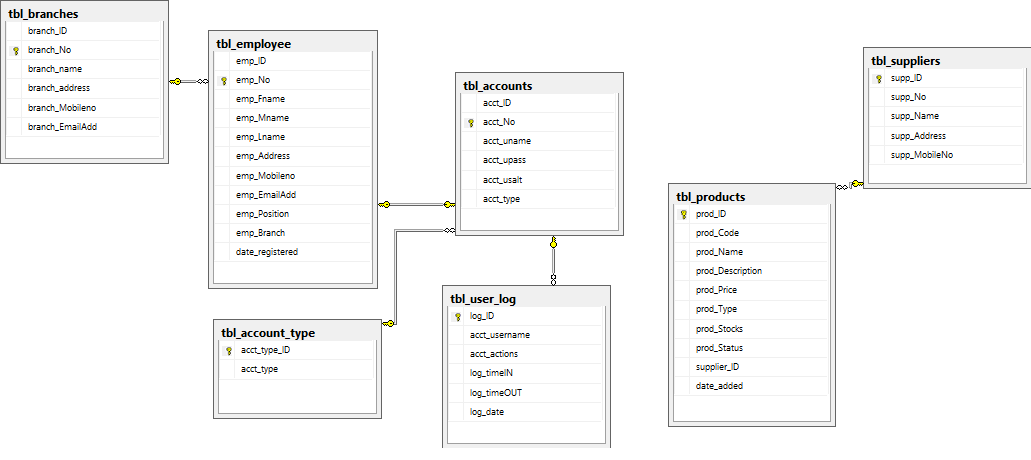 tbl_branches
branch_ID
branch_No
branch_name
branch_address
branch_Mobileno
branch_EmailAdd
tbl_employee
emp_ID
emp_No
emp_Fname
emp_Mname
emp_Lname
emp_Address
emp_Mobileno
emp_EmailAdd
emp_Position
emp_Branch
date_registered
tbl_accounts
acct_ID
acct_No
acct_uname
acct_upass
acct_usalt
acct_type
tbl_account_type
acct_type_ID
acct_type
tbl_user_log
log_ID
acct_username
acct_actions
log_timeIN
log_timeOUT
log_date
tbl_suppliers
supp_ID
supp_No
supp_Name
supp_Address
supp_MobileNo
tbl_products
prod_ID
prod_Code
prod_Name
prod_Description
prod_Price
prod_Type
prod_Stocks
prod_Status
supplier_ID
date_added